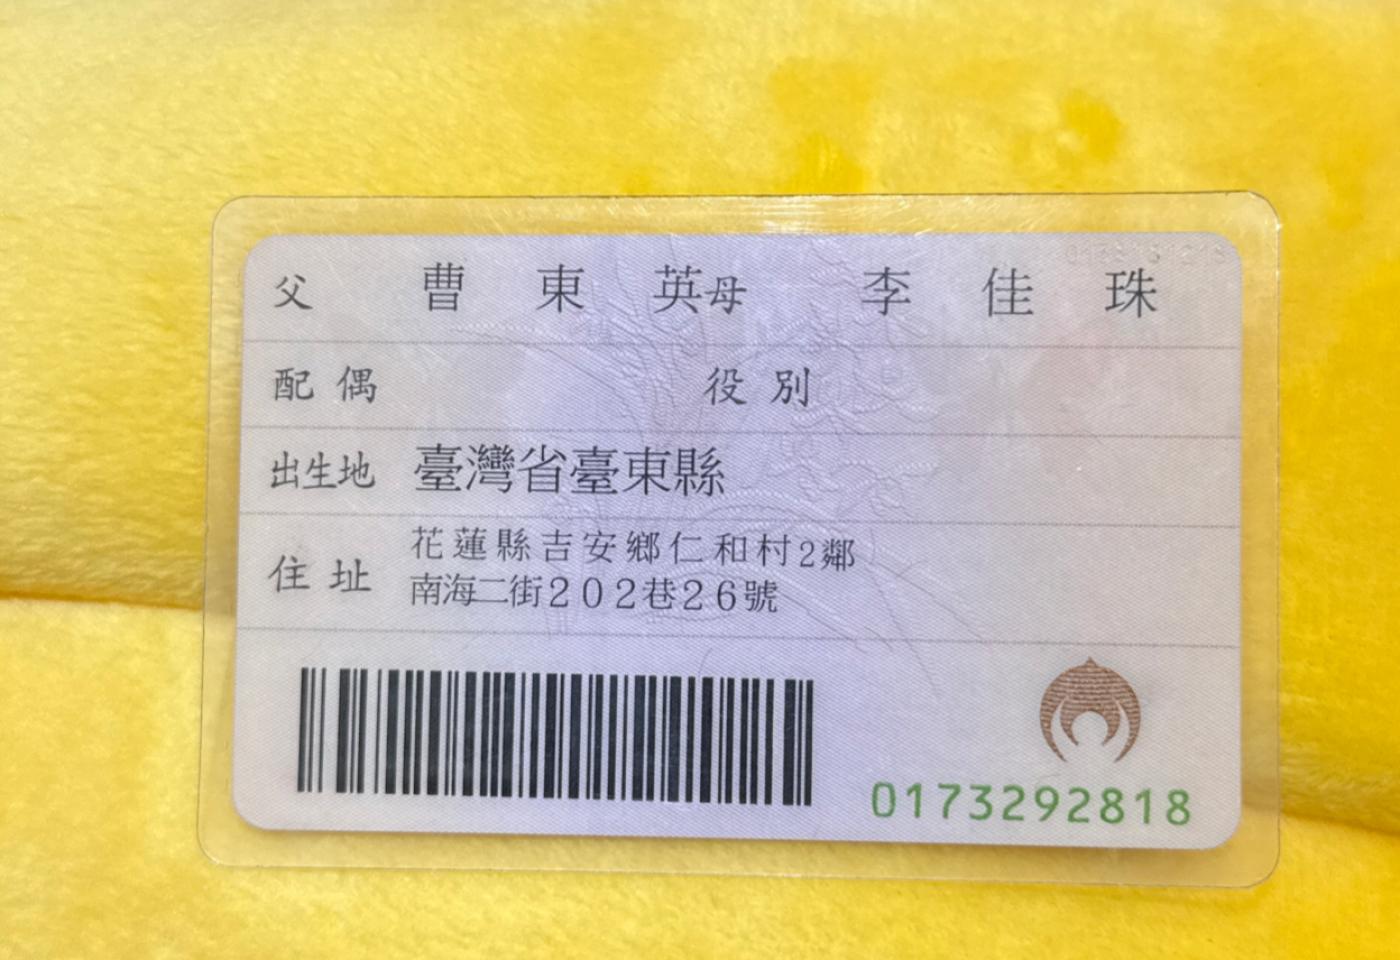 父 曹東英 母 李佳珠
配偶 役別
出生地 臺灣省臺東縣
住址 花蓮縣吉安鄉仁和村2鄰
南海二街202巷26號
0173292818